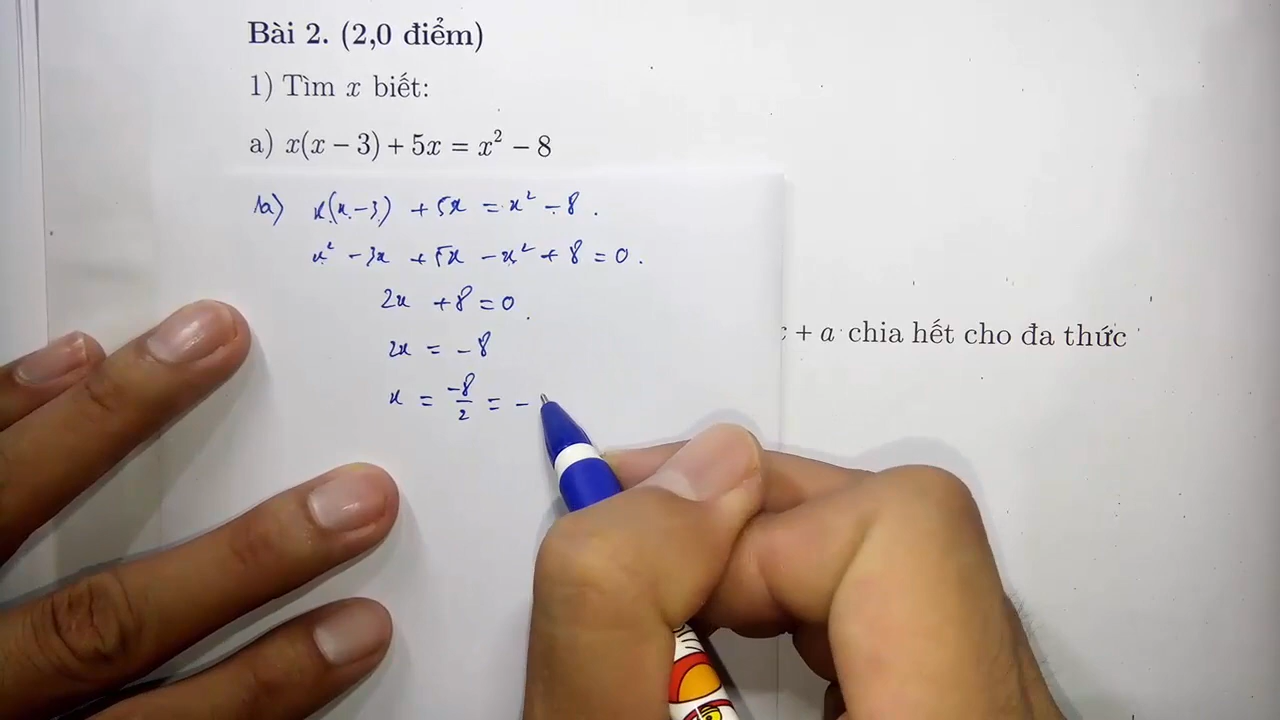 Bài 2. (2,0 điểm)
1) Tìm x biết:
a) x(x − 3) + 5x = x² − 8
1a) x(x−3) + 5x = x² − 8.
x² − 3x + 5x − x² + 8 = 0.
2x + 8 = 0.
2x = −8
x = −8/2 = −
+ a chia hết cho đa thức